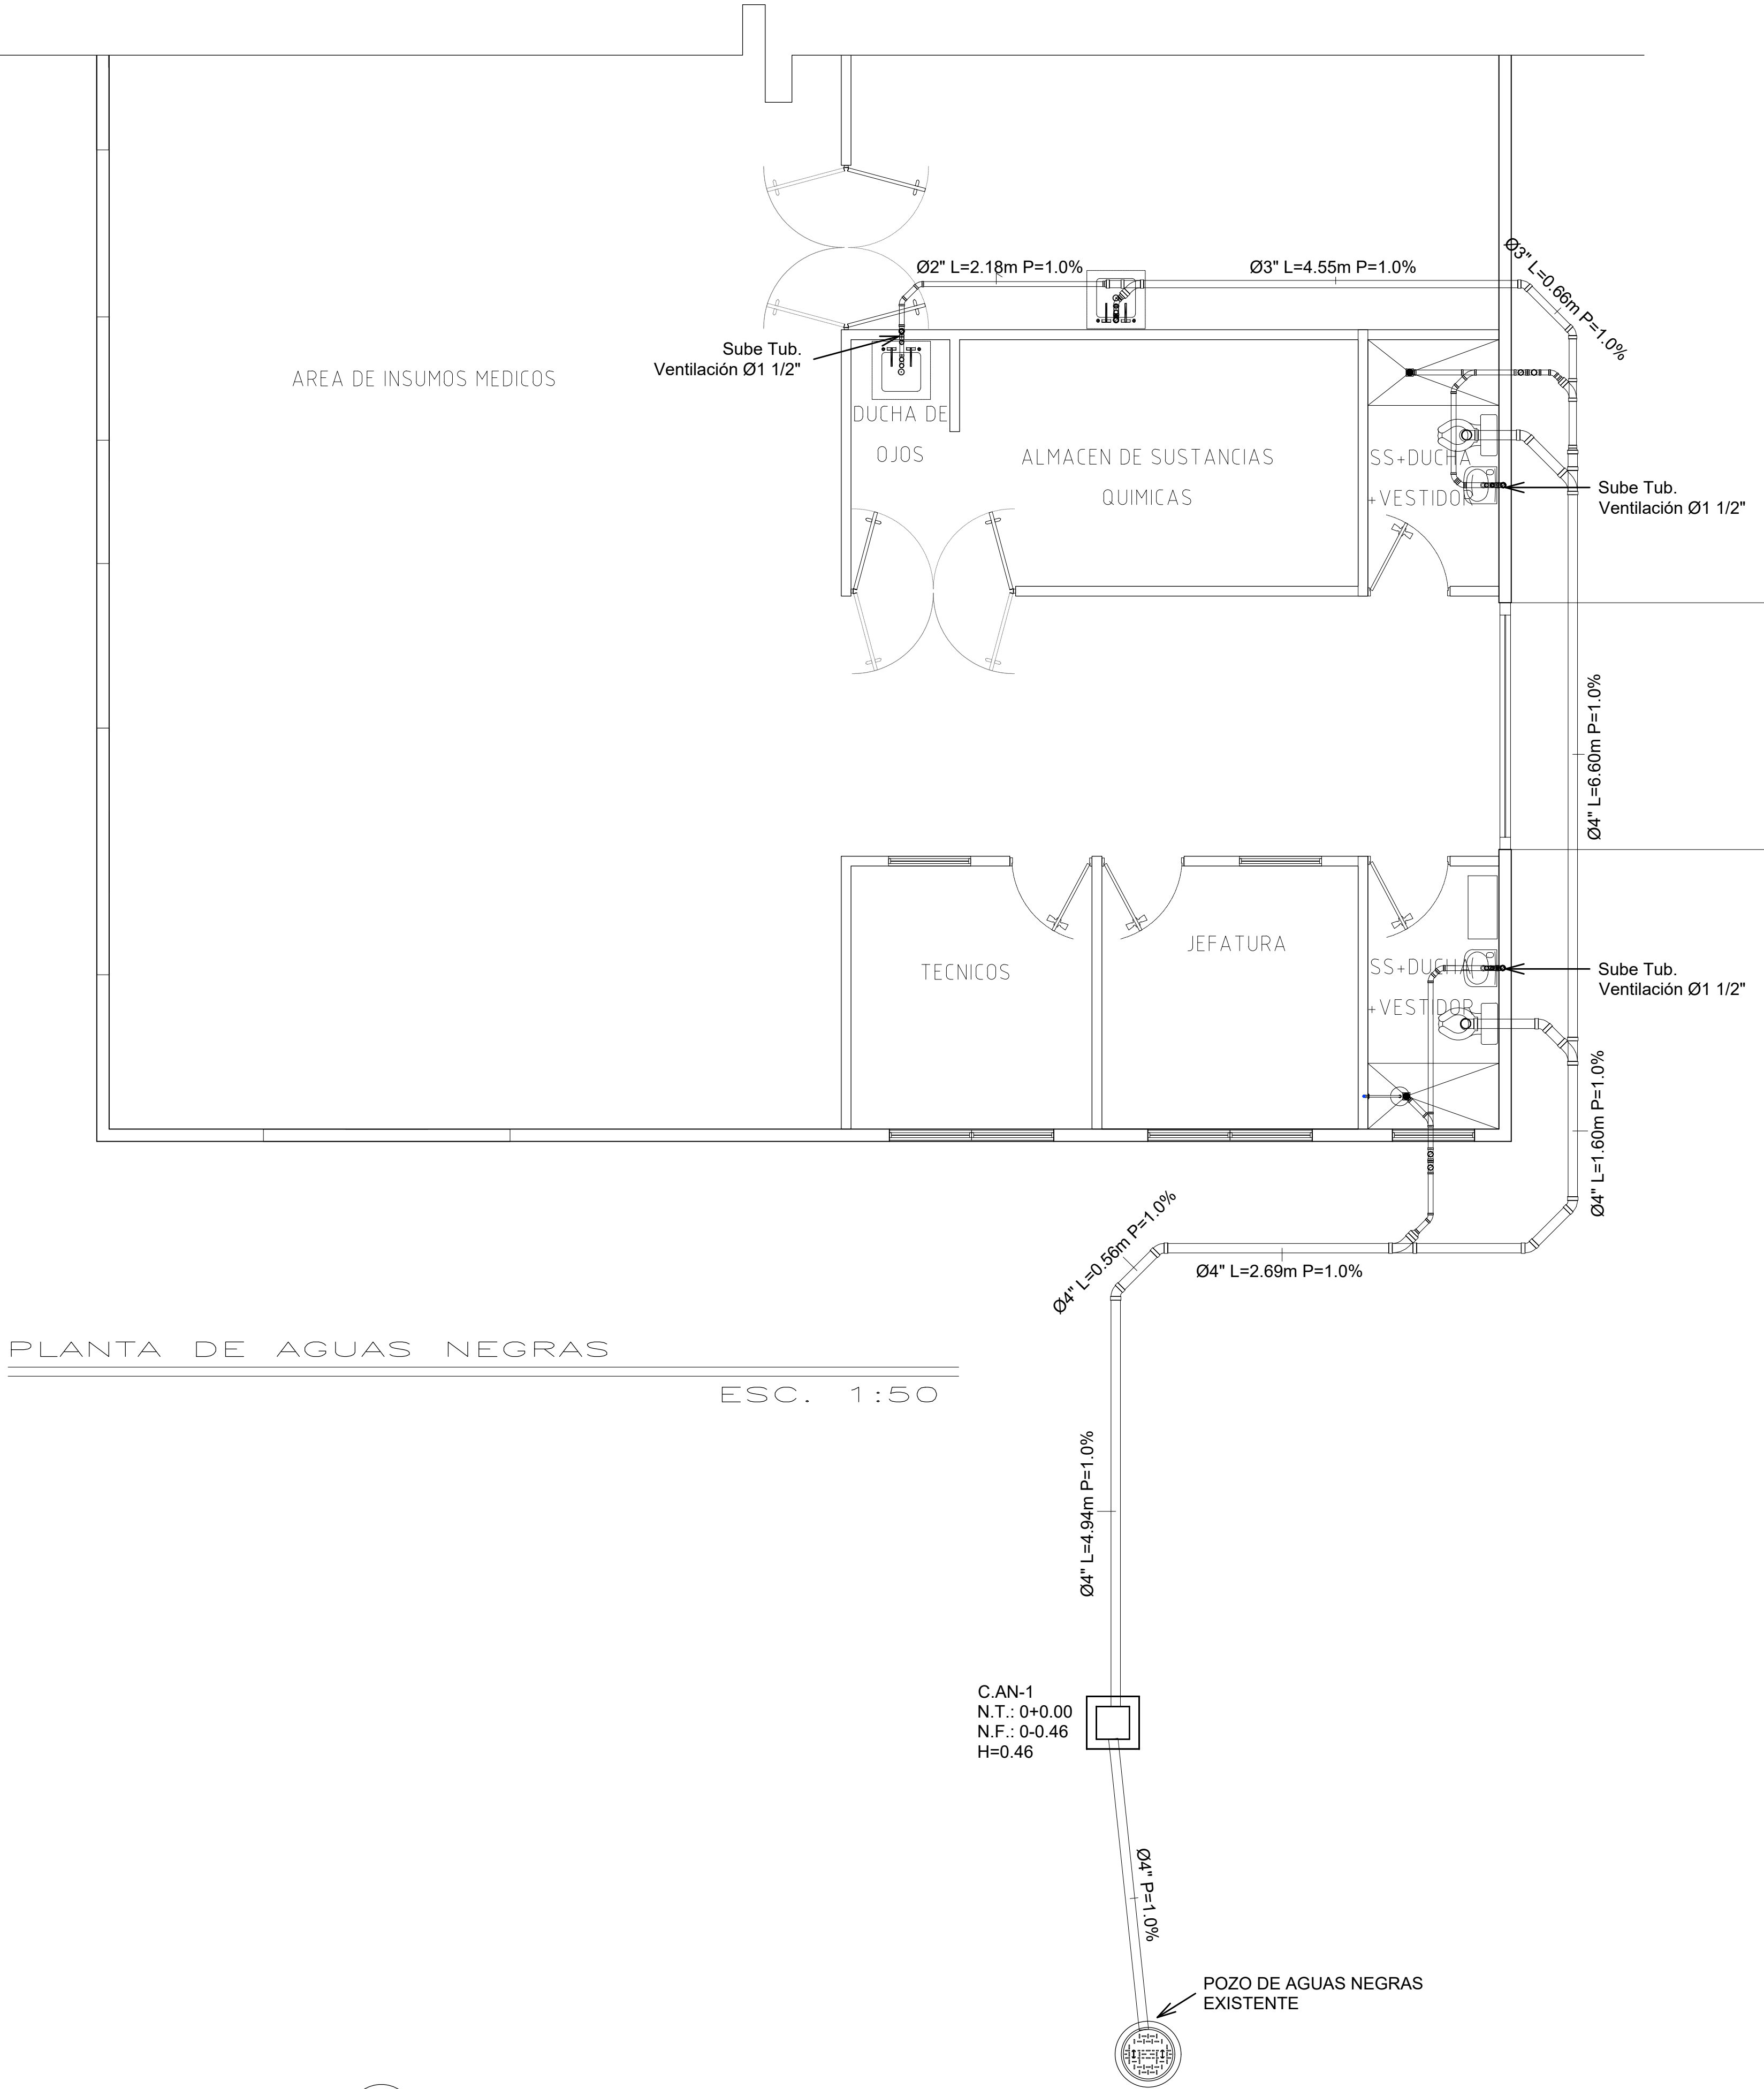 Ø2" L=2.18m P=1.0%
Ø3" L=4.55m P=1.0%
Ø3" L=0.66m P=1.0%
Sube Tub.
Ventilación Ø1 1/2"
AREA DE INSUMOS MEDICOS
DUCHA DE
OJOS
ALMACEN DE SUSTANCIAS
QUIMICAS
SS+DUCHA
+VESTIDOR
Sube Tub.
Ventilación Ø1 1/2"
Ø4" L=6.60m P=1.0%
TECNICOS
JEFATURA
SS+DUCHA
+VESTIDOR
Sube Tub.
Ventilación Ø1 1/2"
Ø4" L=1.60m P=1.0%
Ø4" L=0.56m P=1.0%
Ø4" L=2.69m P=1.0%
PLANTA DE AGUAS NEGRAS
ESC. 1:50
Ø4" L=4.94m P=1.0%
C.AN-1
N.T.: 0+0.00
N.F.: 0-0.46
H=0.46
Ø4" P=1.0%
POZO DE AGUAS NEGRAS
EXISTENTE